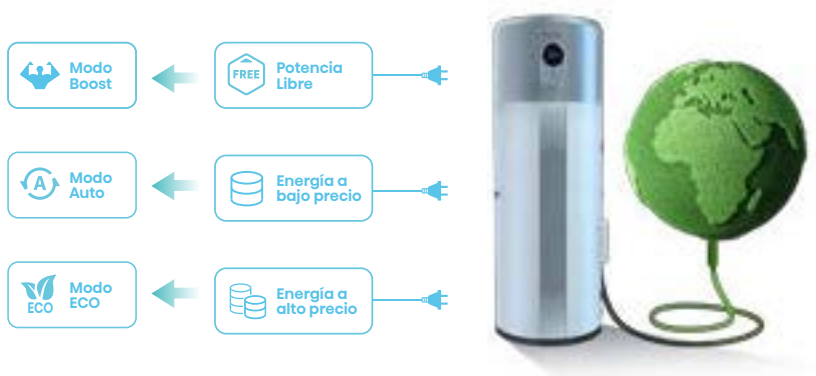 Modo
Boost
FREE
Potencia
Libre
A
Modo
Auto
Energía a
bajo precio
ECO
Modo
ECO
Energía a
alto precio